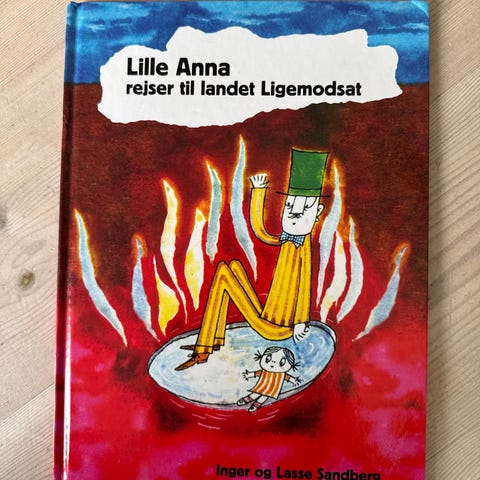 Lille Anna
rejser til landet Ligemodsat
Inger og Lasse Sandberg